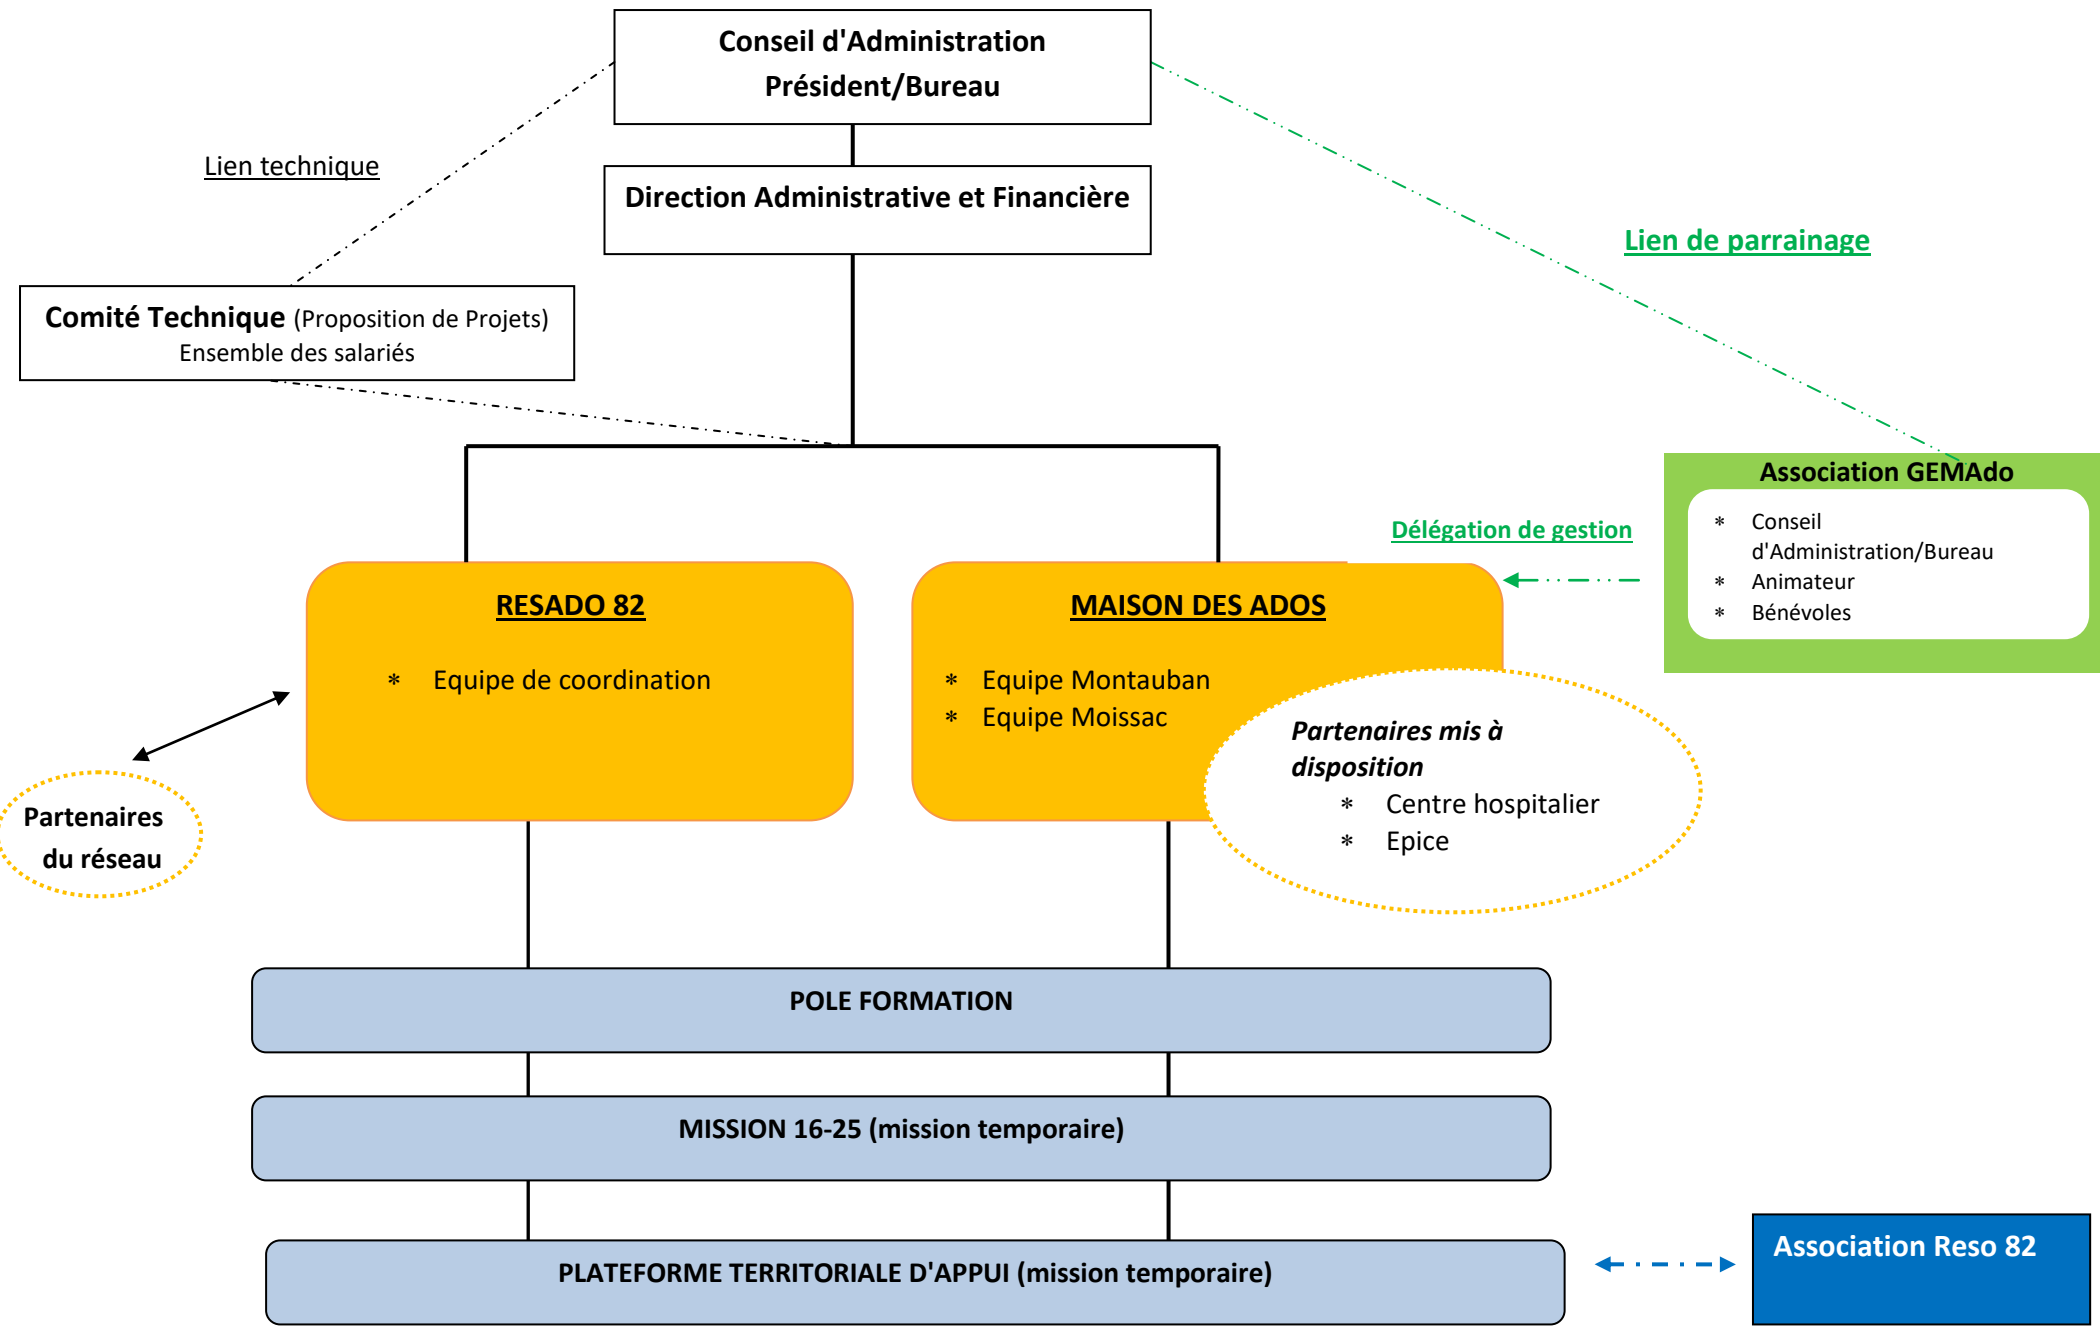 Conseil d'Administration
Président/Bureau
Lien technique
Direction Administrative et Financière
Lien de parrainage
Comité Technique (Proposition de Projets)
Ensemble des salariés
Association GEMAdo
* Conseil
d'Administration/Bureau
* Animateur
* Bénévoles
Délégation de gestion
RESADO 82
* Equipe de coordination
MAISON DES ADOS
* Equipe Montauban
* Equipe Moissac
Partenaires mis à
disposition
* Centre hospitalier
* Epice
Partenaires
du réseau
POLE FORMATION
MISSION 16-25 (mission temporaire)
PLATEFORME TERRITORIALE D'APPUI (mission temporaire)
Association Reso 82